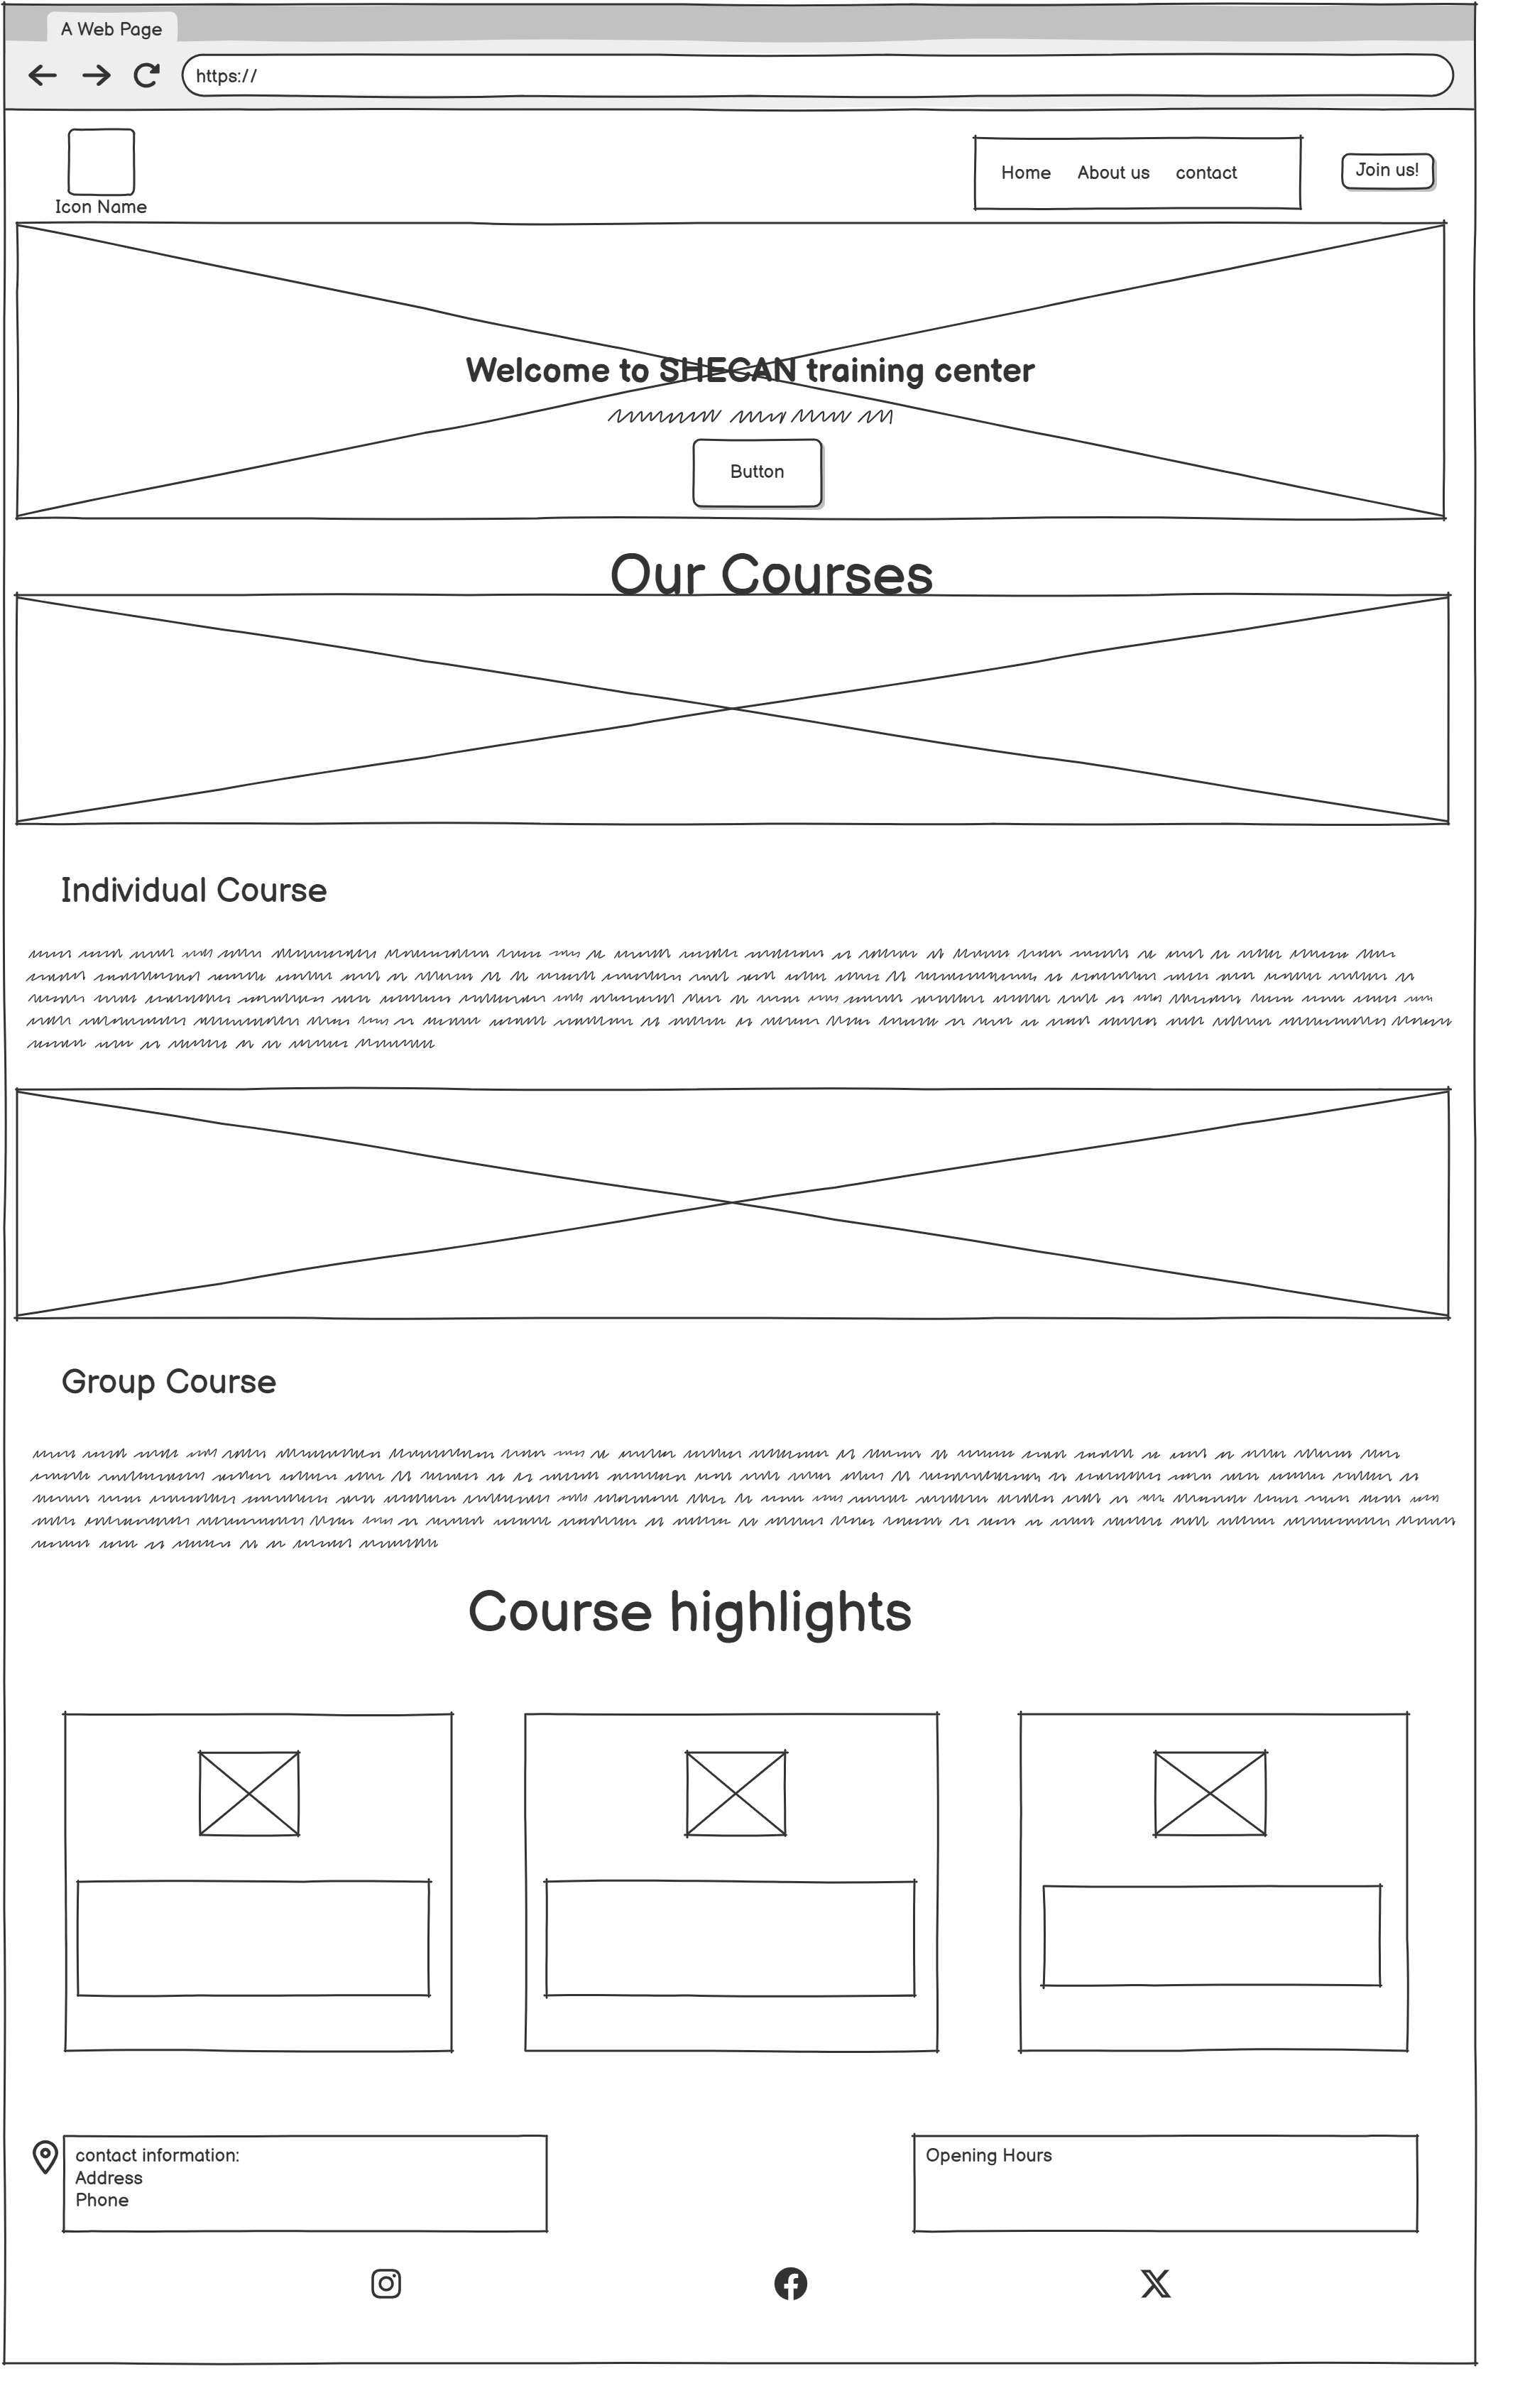 A Web Page
https://
Icon Name
Home About us contact
Join us!
Welcome to SHECAN training center
Button
Our Courses
Individual Course
Group Course
Course highlights
contact information:
Address
Phone
Opening Hours